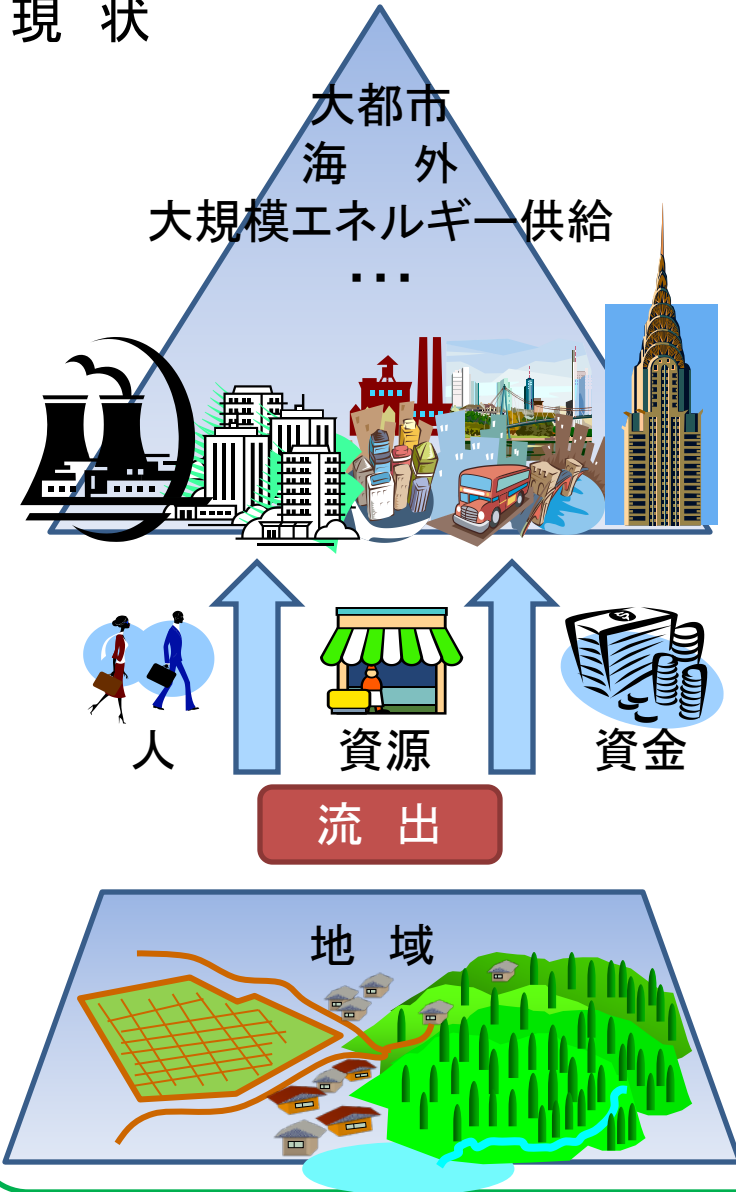 現 状
大都市
海 外
大規模エネルギー供給
・・・
人
資源
資金
流 出
地 域